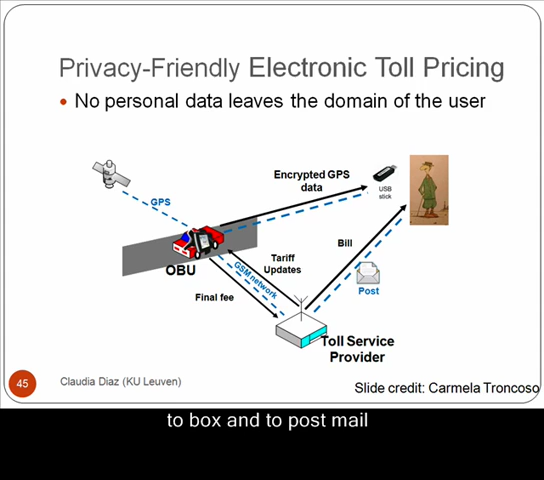 Privacy-Friendly Electronic Toll Pricing
• No personal data leaves the domain of the user
Encrypted GPS
data
USB
stick
GPS
OBU
Tariff
Updates
Bill
GSM network
Post
Final fee
Toll Service
Provider
45
Claudia Diaz (KU Leuven)
Slide credit: Carmela Troncoso
to box and to post mail